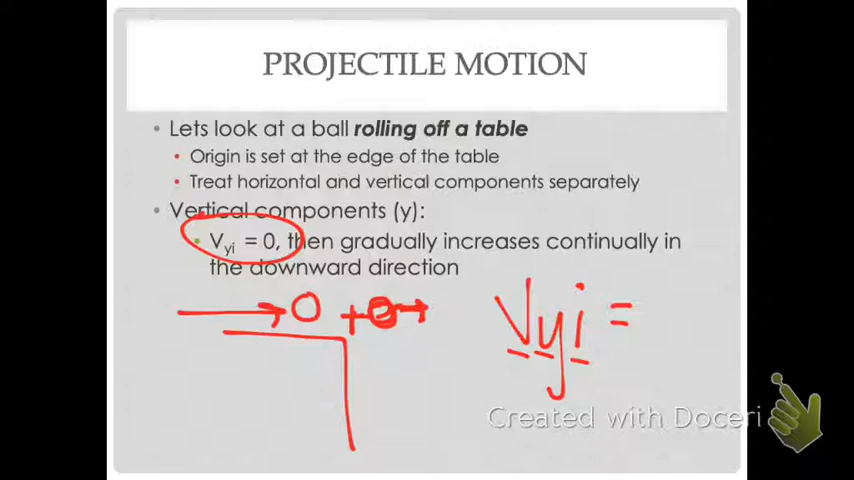 PROJECTILE MOTION
• Lets look at a ball rolling off a table
• Origin is set at the edge of the table
• Treat horizontal and vertical components separately
• Vertical components (y):
• Vyi = 0, then gradually increases continually in
the downward direction
Vyi =
Created with Doceri